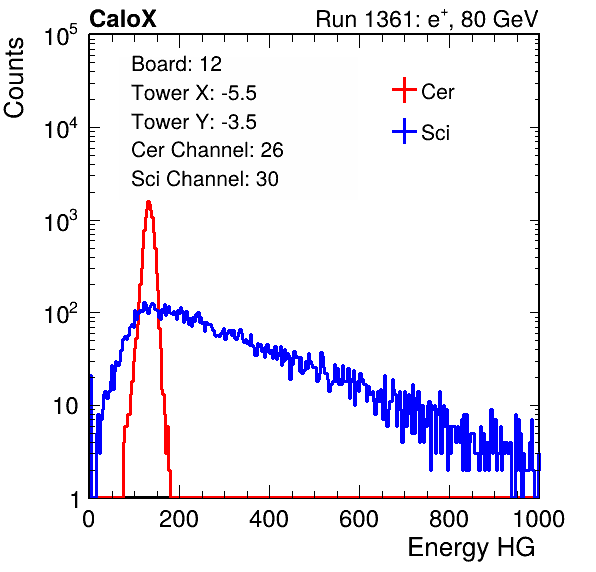 CaloX Run 1361: e⁺, 80 GeV
Counts
Board: 12
Tower X: -5.5
Tower Y: -3.5
Cer Channel: 26
Sci Channel: 30
Cer
Sci
10⁵
10⁴
10³
10²
10
1
0 200 400 600 800 1000
Energy HG